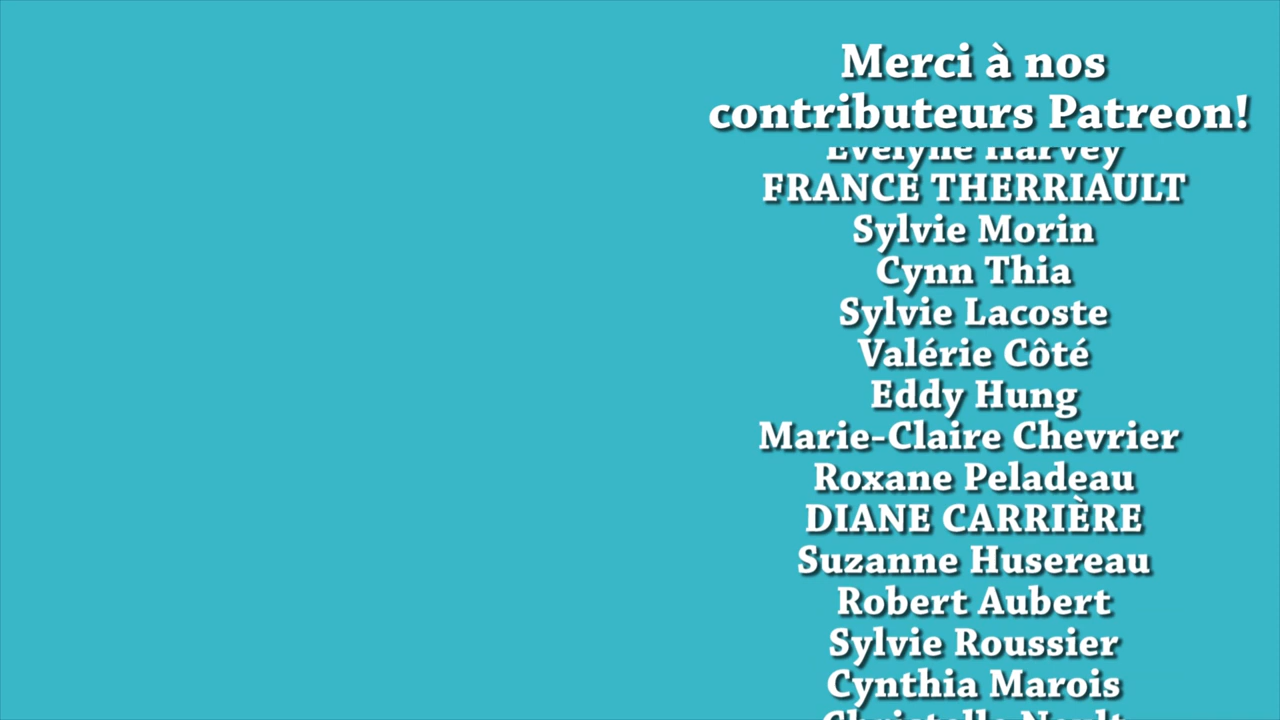 Merci à nos
contributeurs Patreon!
Evelyne Harvey
FRANCE THERRIAULT
Sylvie Morin
Cynn Thia
Sylvie Lacoste
Valérie Côté
Eddy Hung
Marie-Claire Chevrier
Roxane Peladeau
DIANE CARRIÈRE
Suzanne Husereau
Robert Aubert
Sylvie Roussier
Cynthia Marois